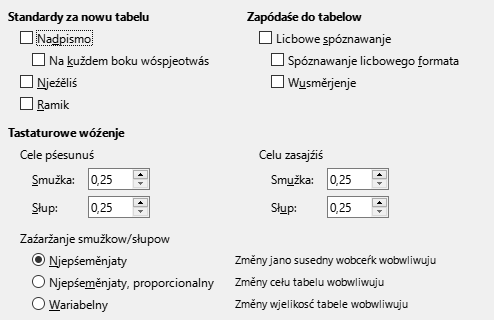 Standardy za nowu tabelu
Nadpismo
Na kuždem boku wóspjeotwás
Njeźěliś
Ramik
Zapódaśe do tabelow
Licbowe spóznawanje
Spóznawanje licbowego formata
Wusměrjenje
Tastaturowe wóźenje
Cele pśesunuś
Smužka: 0,25
Słup: 0,25
Celu zasajźiś
Smužka: 0,25
Słup: 0,25
Zaźaržanje smužkow/słupow
Njepśeměnjaty Změny jano susedny wobceŕk wobwliwuju
Njepśeměnjaty, proporcionalny Změny cełu tabelu wobwliwuju
Wariabelny Změny wjelikosć tabele wobwliwuju